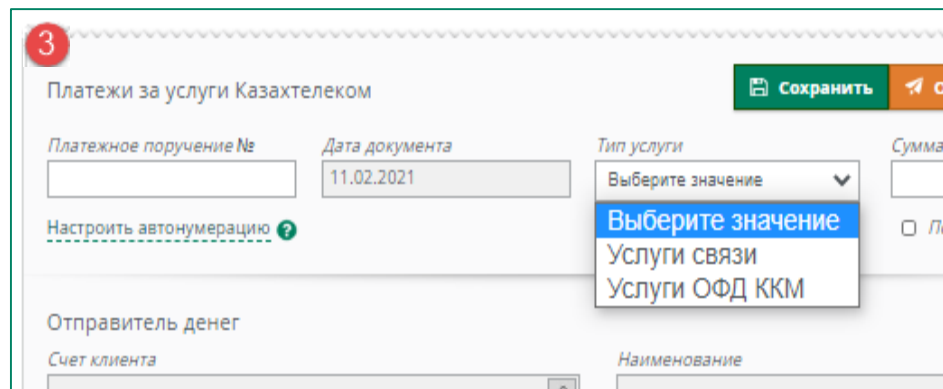 3
Платежи за услуги Казахтелеком
Сохранить
Платежное поручение № Дата документа Тип услуги Сумма
11.02.2021 Выберите значение
Настроить автонумерацию ?
Выберите значение
Услуги связи
Услуги ОФД ККМ
Отправитель денег
Счет клиента Наименование